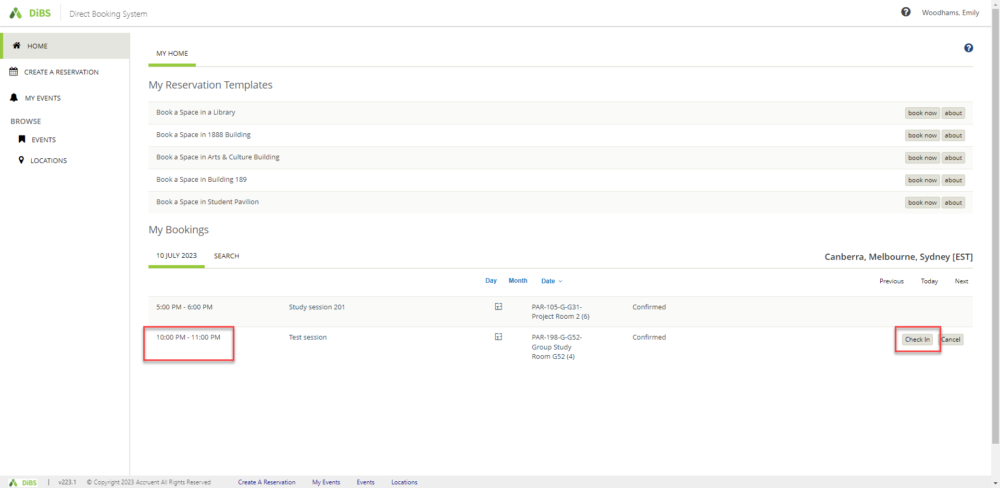 DiBS
Direct Booking System
Woodhams, Emily
HOME
CREATE A RESERVATION
MY EVENTS
BROWSE
EVENTS
LOCATIONS
MY HOME
My Reservation Templates
Book a Space in a Library book now about
Book a Space in 1888 Building book now about
Book a Space in Arts & Culture Building book now about
Book a Space in Building 189 book now about
Book a Space in Student Pavilion book now about
My Bookings
10 JULY 2023 SEARCH Canberra, Melbourne, Sydney [EST]
Day Month Date Previous Today Next
5:00 PM - 6:00 PM Study session 201 PAR-105-G-G31- Confirmed
Project Room 2 (6)
10:00 PM - 11:00 PM Test session PAR-198-G-G52- Confirmed Check In Cancel
Group Study
Room G52 (4)
DiBS | v223.1 © Copyright 2023 Accruent All Rights Reserved Create A Reservation My Events Events Locations